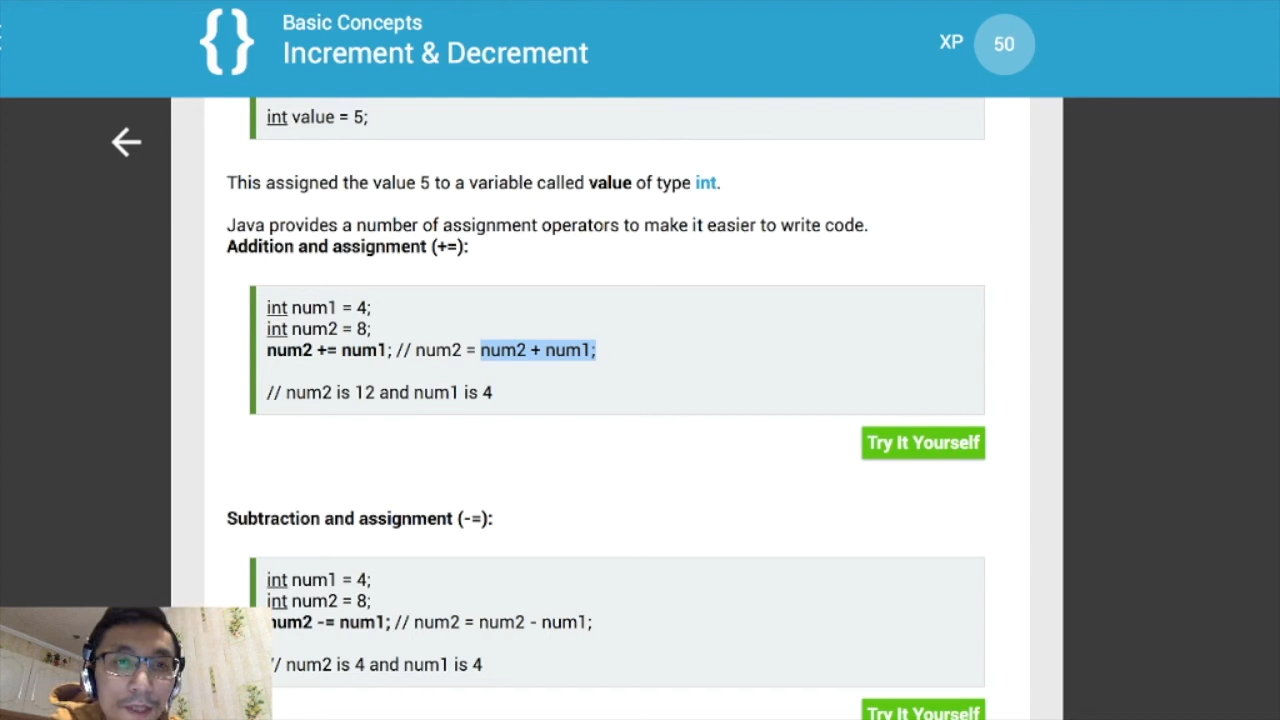 Basic Concepts
Increment & Decrement
XP 50
int value = 5;
This assigned the value 5 to a variable called value of type int.
Java provides a number of assignment operators to make it easier to write code.
Addition and assignment (+=):
int num1 = 4;
int num2 = 8;
num2 += num1; // num2 = num2 + num1;
// num2 is 12 and num1 is 4
Try It Yourself
Subtraction and assignment (-=):
int num1 = 4;
int num2 = 8;
num2 -= num1; // num2 = num2 - num1;
// num2 is 4 and num1 is 4
Try It Yourself